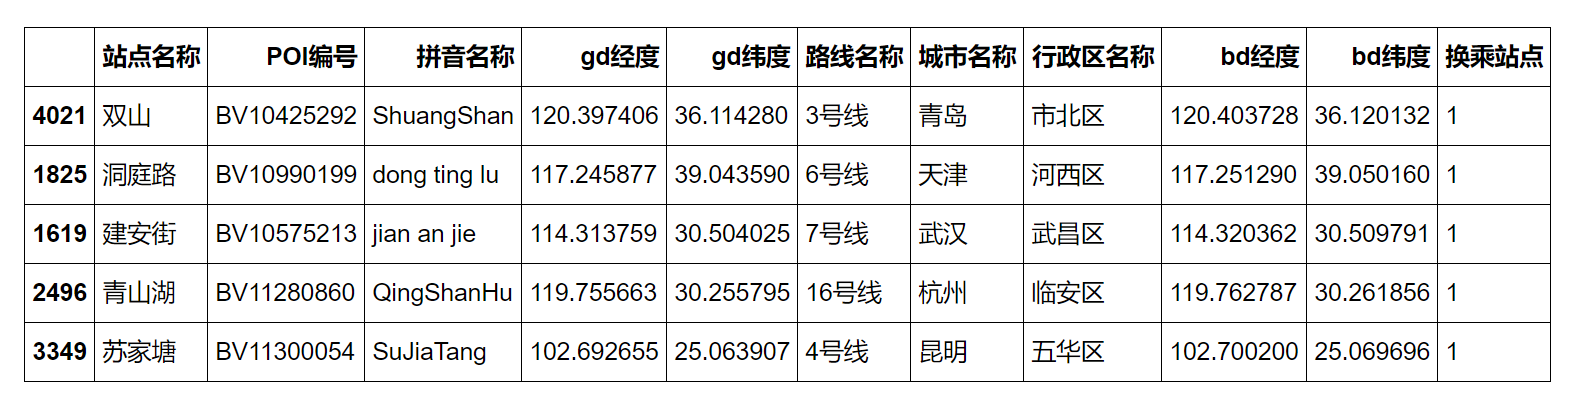 站点名称 POI编号 拼音名称 gd经度 gd纬度 路线名称 城市名称 行政区名称 bd经度 bd纬度 换乘站点
4021 双山 BV10425292 ShuangShan 120.397406 36.114280 3号线 青岛 市北区 120.403728 36.120132 1
1825 洞庭路 BV10990199 dong ting lu 117.245877 39.043590 6号线 天津 河西区 117.251290 39.050160 1
1619 建安街 BV10575213 jian an jie 114.313759 30.504025 7号线 武汉 武昌区 114.320362 30.509791 1
2496 青山湖 BV11280860 QingShanHu 119.755663 30.255795 16号线 杭州 临安区 119.762787 30.261856 1
3349 苏家塘 BV11300054 SuJiaTang 102.692655 25.063907 4号线 昆明 五华区 102.700200 25.069696 1